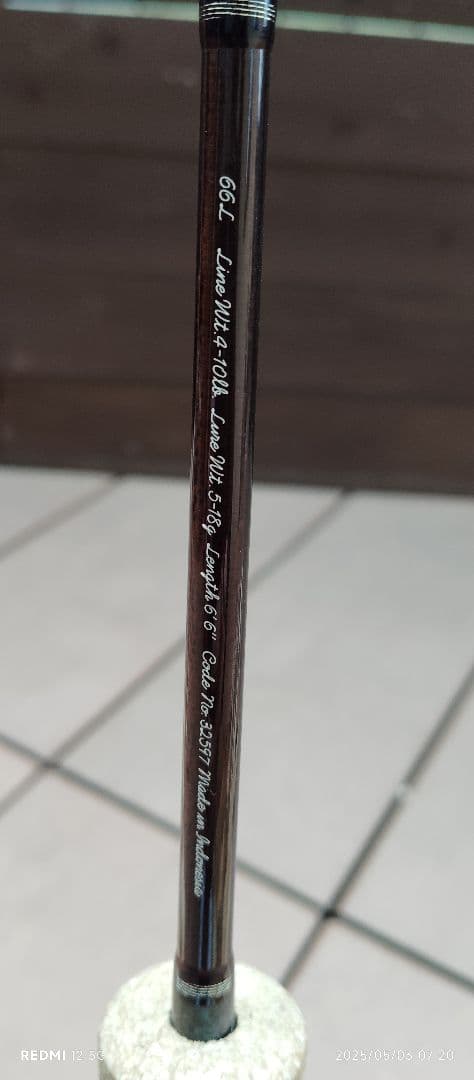 66L Line Wt.4-10lb Lure Wt.5-18g Length 6'6" Code No:32597 Made in Indonesia
REDMI 12 5G
2025/05/03 07:20